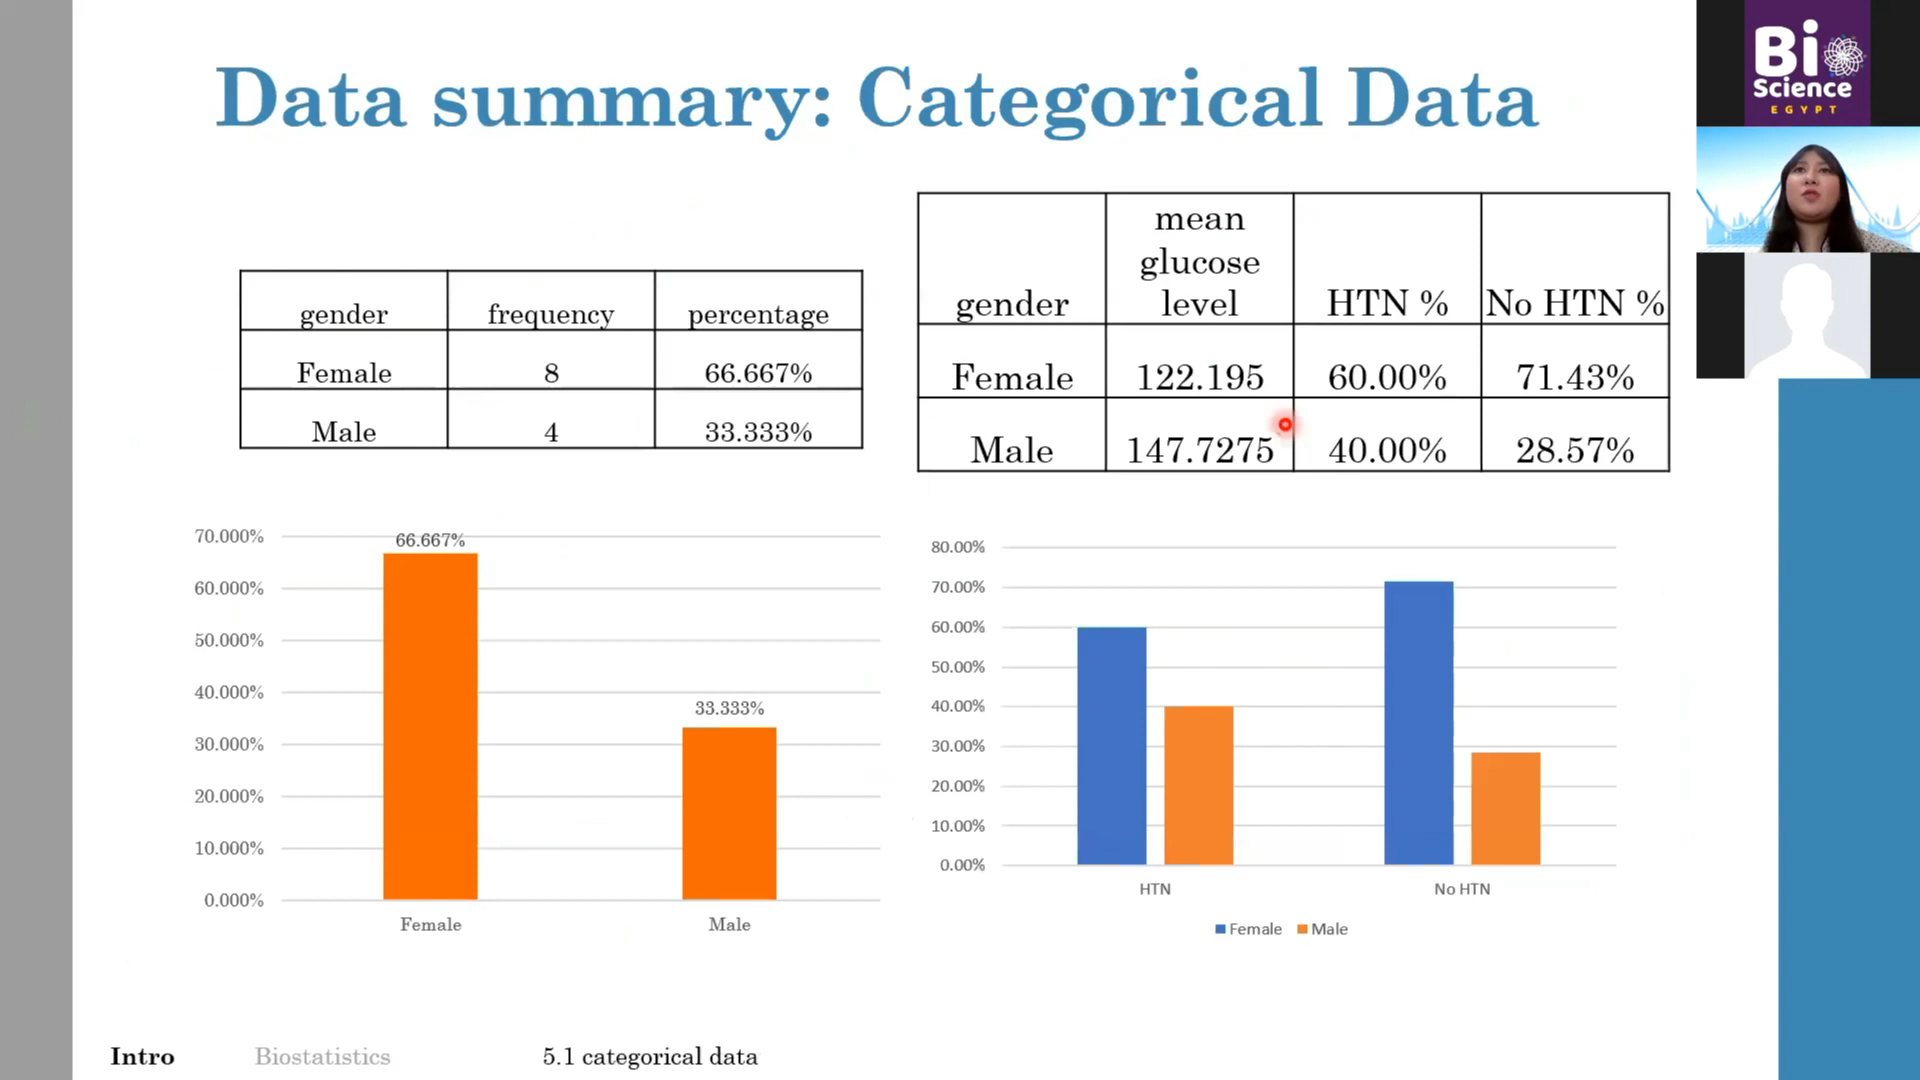 Data summary: Categorical Data
Bi
Science
EGYPT
gender frequency percentage
Female 8 66.667%
Male 4 33.333%
mean
glucose
gender level HTN % No HTN %
Female 122.195 60.00% 71.43%
Male 147.7275 40.00% 28.57%
70.000%
60.000%
50.000%
40.000%
30.000%
20.000%
10.000%
0.000%
66.667%
33.333%
Female Male
80.00%
70.00%
60.00%
50.00%
40.00%
30.00%
20.00%
10.00%
0.00%
HTN No HTN
Female Male
Intro Biostatistics 5.1 categorical data